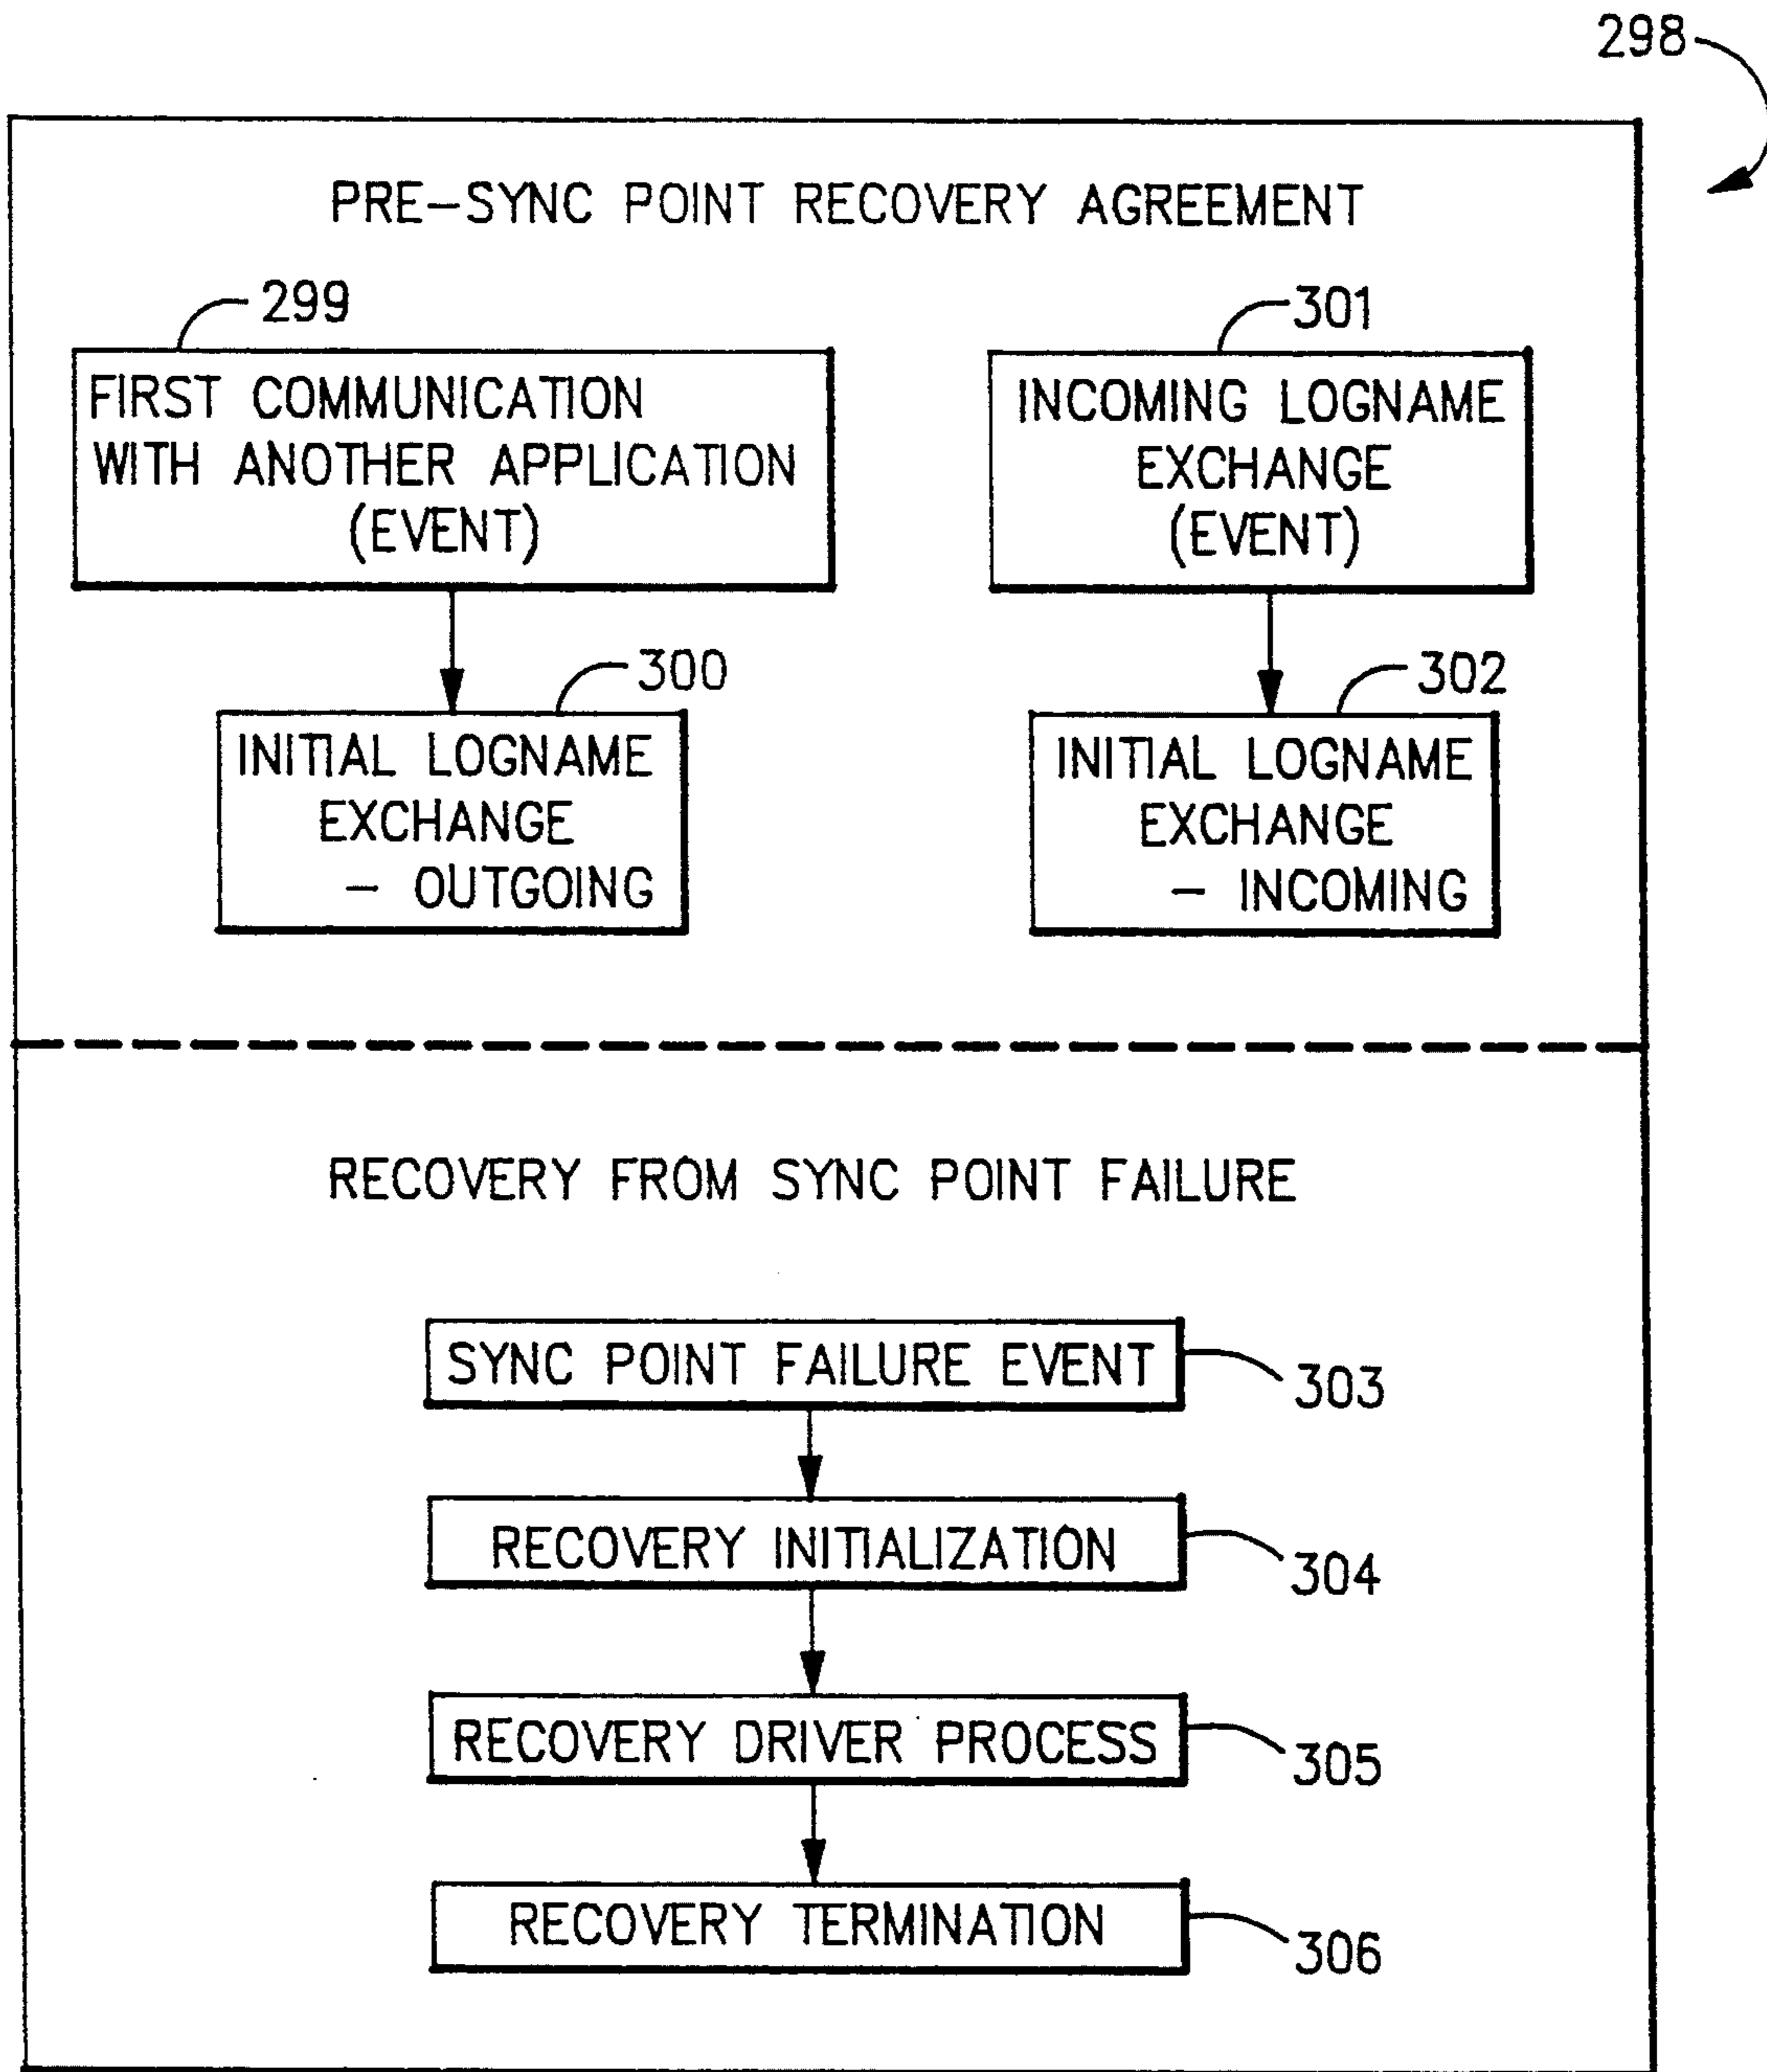 298
PRE-SYNC POINT RECOVERY AGREEMENT
299
FIRST COMMUNICATION
WITH ANOTHER APPLICATION
(EVENT)
301
INCOMING LOGNAME
EXCHANGE
(EVENT)
300
INITIAL LOGNAME
EXCHANGE
- OUTGOING
302
INITIAL LOGNAME
EXCHANGE
- INCOMING
RECOVERY FROM SYNC POINT FAILURE
SYNC POINT FAILURE EVENT
303
RECOVERY INITIALIZATION
304
RECOVERY DRIVER PROCESS
305
RECOVERY TERMINATION
306